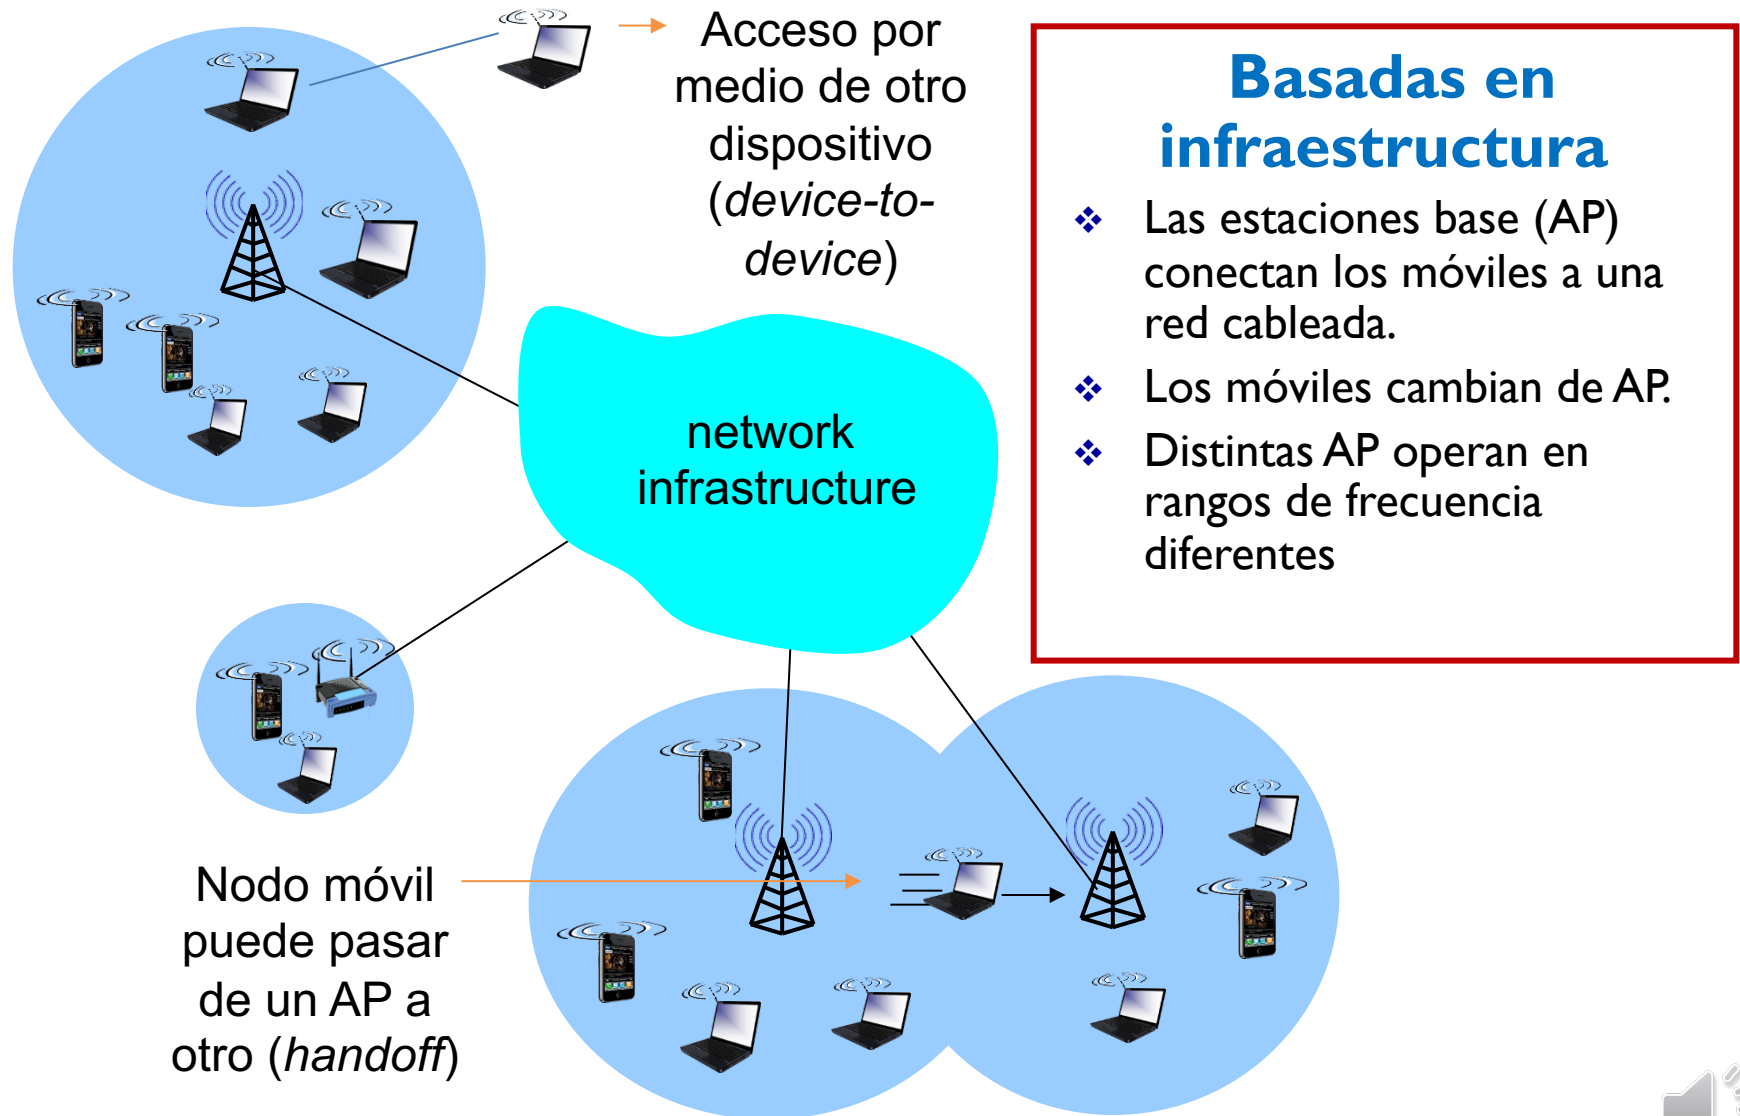 Acceso por
medio de otro
dispositivo
(device-to-
device)
Basadas en
infraestructura
❖ Las estaciones base (AP)
conectan los móviles a una
red cableada.
❖ Los móviles cambian de AP.
❖ Distintas AP operan en
rangos de frecuencia
diferentes
network
infrastructure
Nodo móvil
puede pasar
de un AP a
otro (handoff)